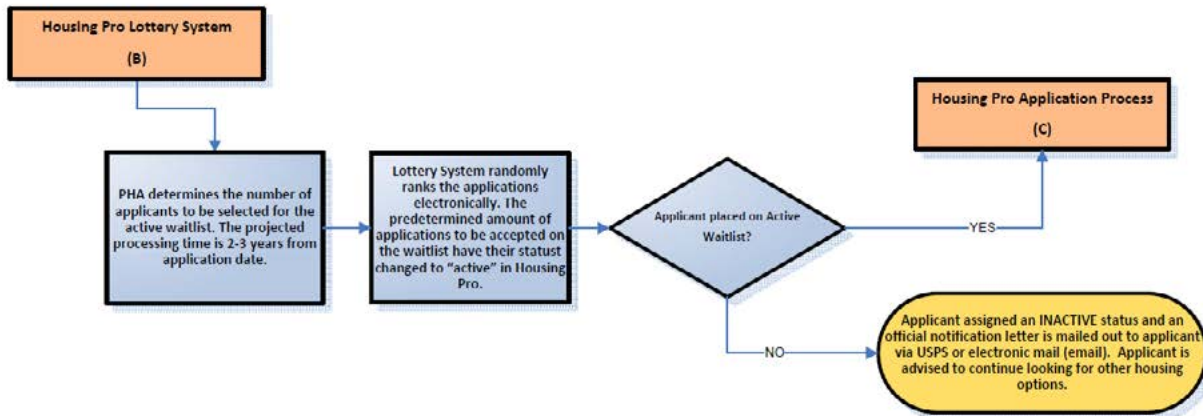 Housing Pro Lottery System
(B)
PHA determines the number of
applicants to be selected for the
active waitlist. The projected
processing time is 2-3 years from
application date.
Lottery System randomly
ranks the applications
electronically. The
predetermined amount of
applications to be accepted on
the waitlist have their statust
changed to “active” in Housing
Pro.
Applicant placed on Active
Waitlist?
YES
Housing Pro Application Process
(C)
NO
Applicant assigned an INACTIVE status and an
official notification letter is mailed out to applicant
via USPS or electronic mail (email). Applicant is
advised to continue looking for other housing
options.